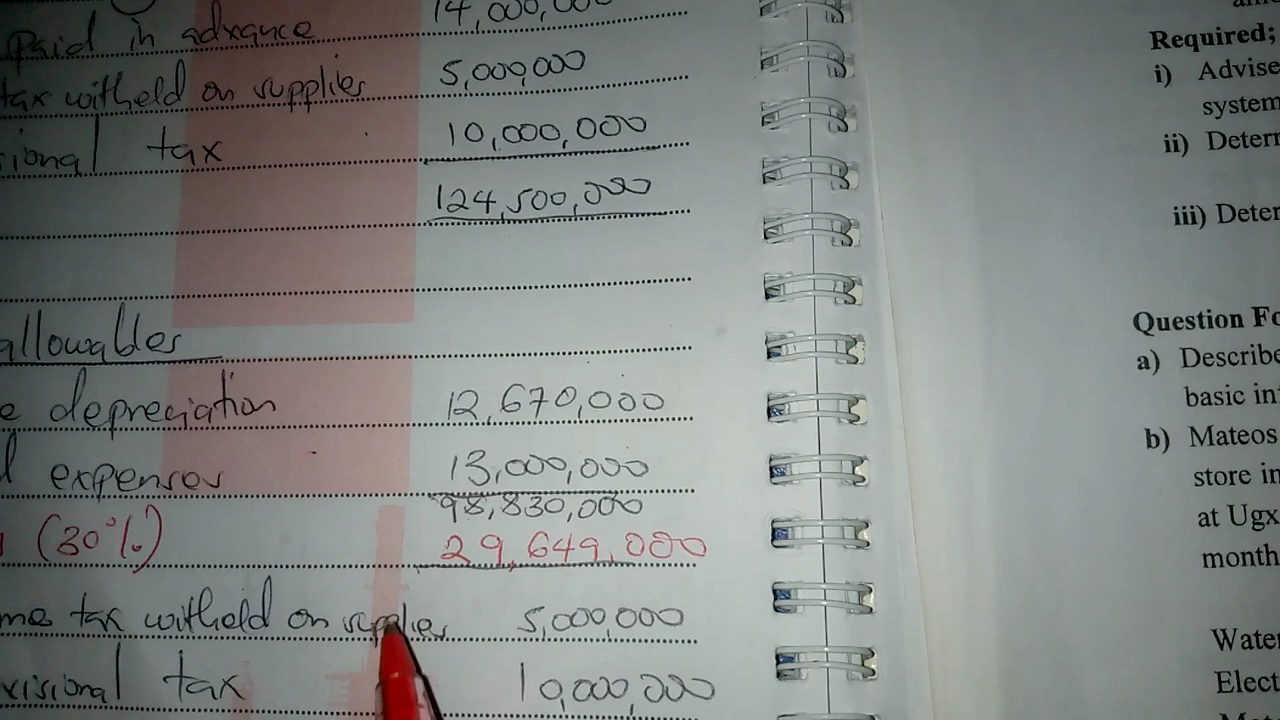 14,000,000
Paid in advance
5,000,000
tax witheld on supplies
10,000,000
sional tax
124,500,000
allowables
e depreciation 12,670,000
d expenses 13,000,000
98,830,000
(30%) 29,649,000
me tax witheld on supplies 5,000,000
visional tax 10,000,000
Required;
i) Advise
system
ii) Determ
iii) Deter
Question Fo
a) Describe
basic in
b) Mateos
store in
at Ugx
month
Water
Elect